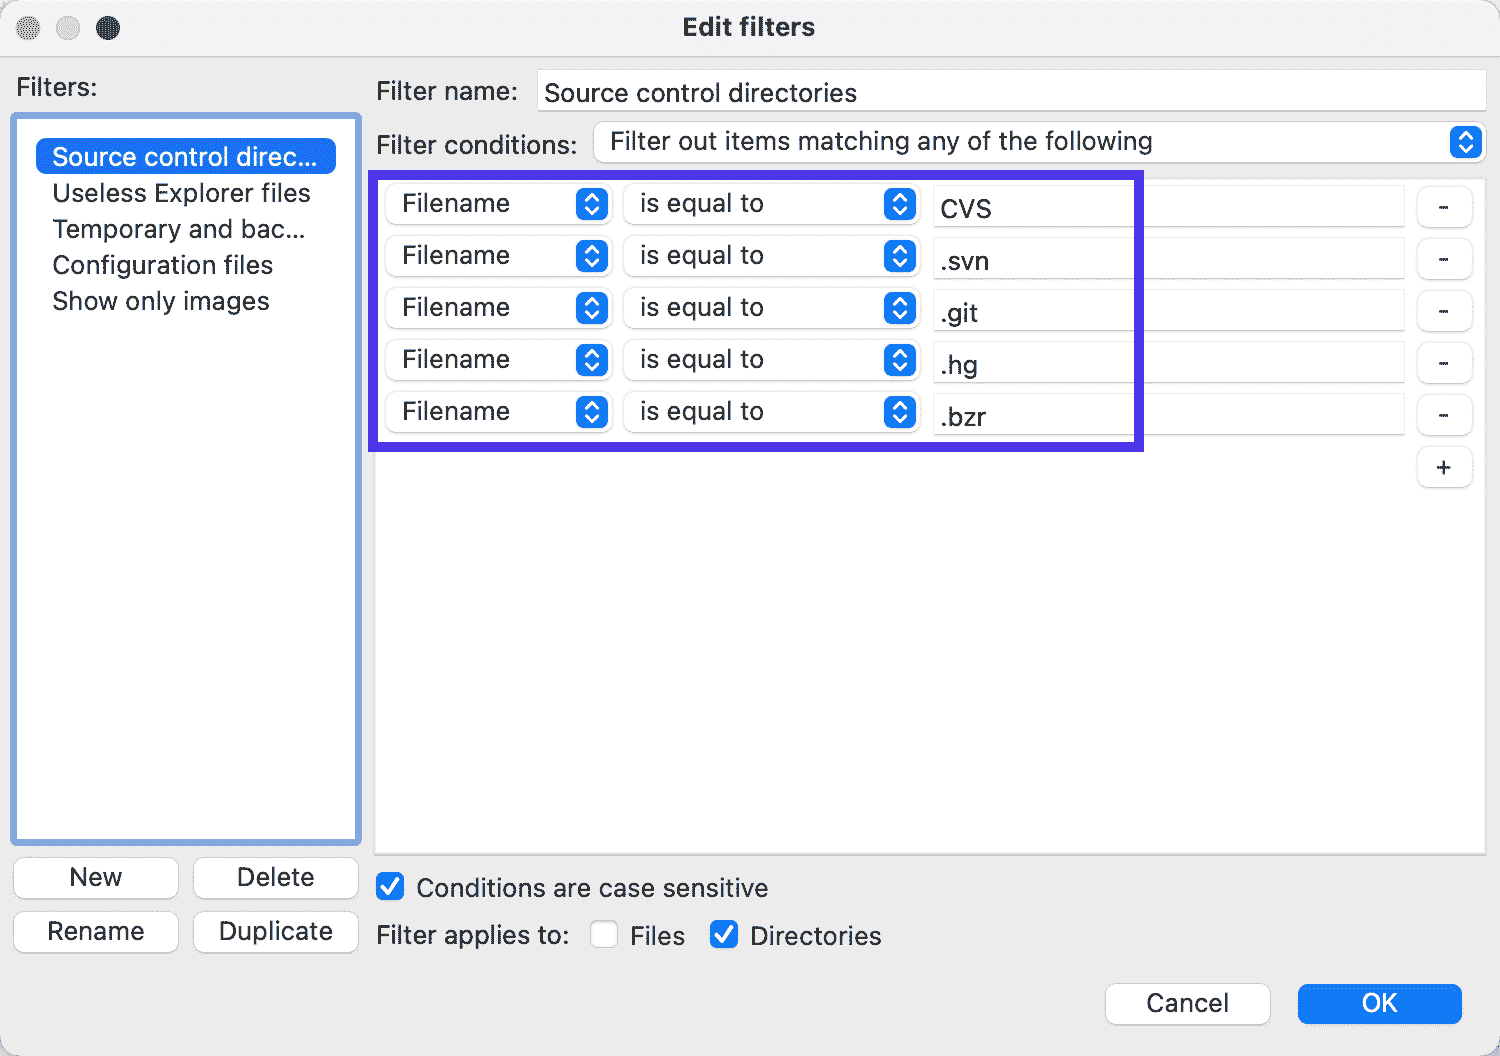 Edit filters
Filters:
Source control direc...
Useless Explorer files
Temporary and bac...
Configuration files
Show only images
New Delete
Rename Duplicate
Filter name: Source control directories
Filter conditions: Filter out items matching any of the following
Filename is equal to CVS -
Filename is equal to .svn -
Filename is equal to .git -
Filename is equal to .hg -
Filename is equal to .bzr -
+
Conditions are case sensitive
Filter applies to: Files Directories
Cancel OK